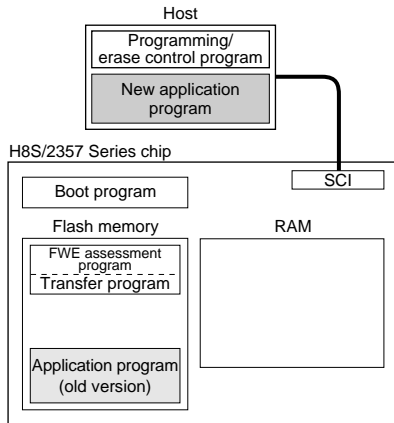 Host
Programming/
erase control program
New application
program
H8S/2357 Series chip
SCI
Boot program
Flash memory
RAM
FWE assessment
program
Transfer program
Application program
(old version)